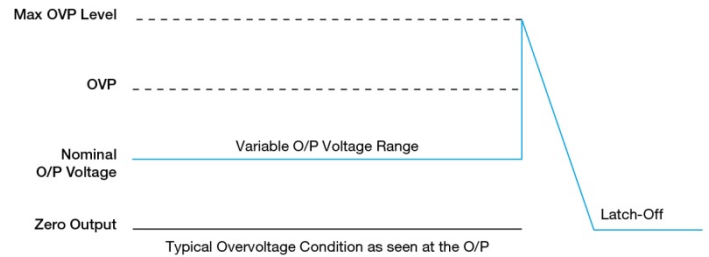 Max OVP Level
OVP
Variable O/P Voltage Range
Nominal
O/P Voltage
Zero Output
Latch-Off
Typical Overvoltage Condition as seen at the O/P